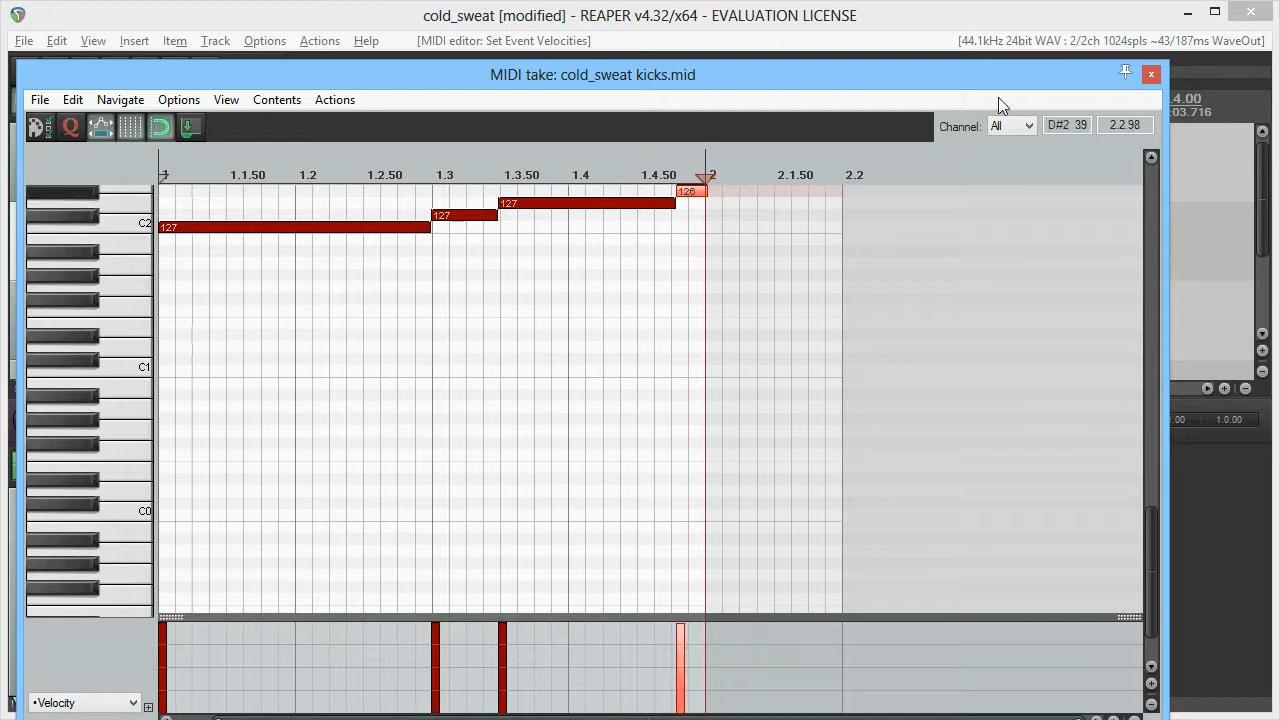 cold_sweat [modified] - REAPER v4.32/x64 - EVALUATION LICENSE
File Edit View Insert Item Track Options Actions Help [MIDI editor: Set Event Velocities] [44.1kHz 24bit WAV : 2/2ch 1024spls ~43/187ms WaveOut]
MIDI take: cold_sweat kicks.mid
File Edit Navigate Options View Contents Actions
.4.00
:03.716
Q Channel: All D#2 39 2.2.98
1 1.1.50 1.2 1.2.50 1.3 1.3.50 1.4 1.4.50 2 2.1.50 2.2
126
127
127
C2
127
C1
1.00 1.0.00
C0
•Velocity